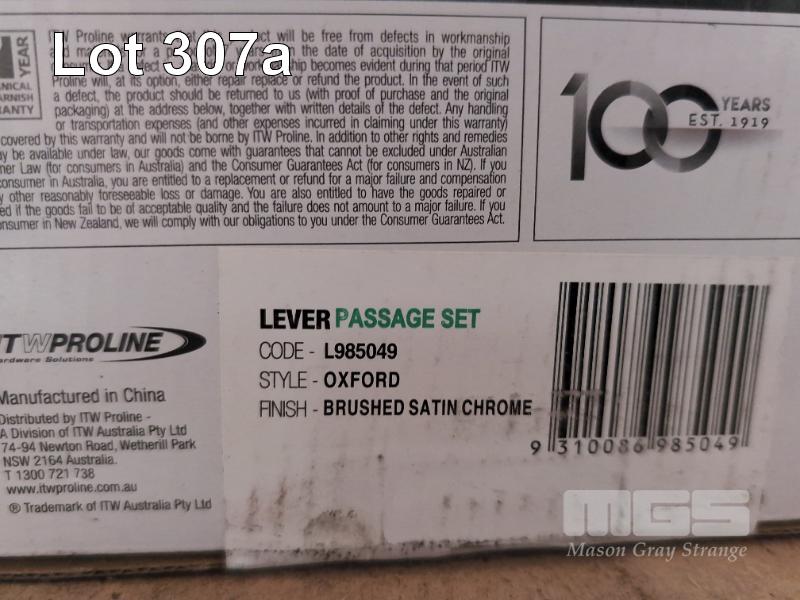 Lot 307a
YEAR
W Proline warrants that product will be free from defects in workmanship
and the date of acquisition by the original
becomes evident during that period ITW
Proline will, at its option, either repair replace or refund the product. In the event of such
a defect, the product should be returned to us (with proof of purchase and the original
packaging) at the address below, together with written details of the defect. Any handling
or transportation expenses (and other expenses incurred in claiming under this warranty)
covered by this warranty and will not be borne by ITW Proline. In addition to other rights and remedies
be available under law, our goods come with guarantees that cannot be excluded under Australian
Law (for consumers in Australia) and the Consumer Guarantees Act (for consumers in NZ). If you
consumer in Australia, you are entitled to a replacement or refund for a major failure and compensation
other reasonably foreseeable loss or damage. You are also entitled to have the goods repaired or
if the goods fail to be of acceptable quality and the failure does not amount to a major failure. If you
in New Zealand, we will comply with our obligations to you under the Consumer Guarantees Act.
100 YEARS
EST. 1919
ITWPROLINE
Hardware Solutions
Manufactured in China
Distributed by ITW Proline -
A Division of ITW Australia Pty Ltd
74-94 Newton Road, Wetherill Park
NSW 2164 Australia.
T 1300 721 738
www.itwproline.com.au
® Trademark of ITW Australia Pty Ltd
LEVER PASSAGE SET
CODE - L985049
STYLE - OXFORD
FINISH - BRUSHED SATIN CHROME
9 310086 985049
MGS
Mason Gray Strange